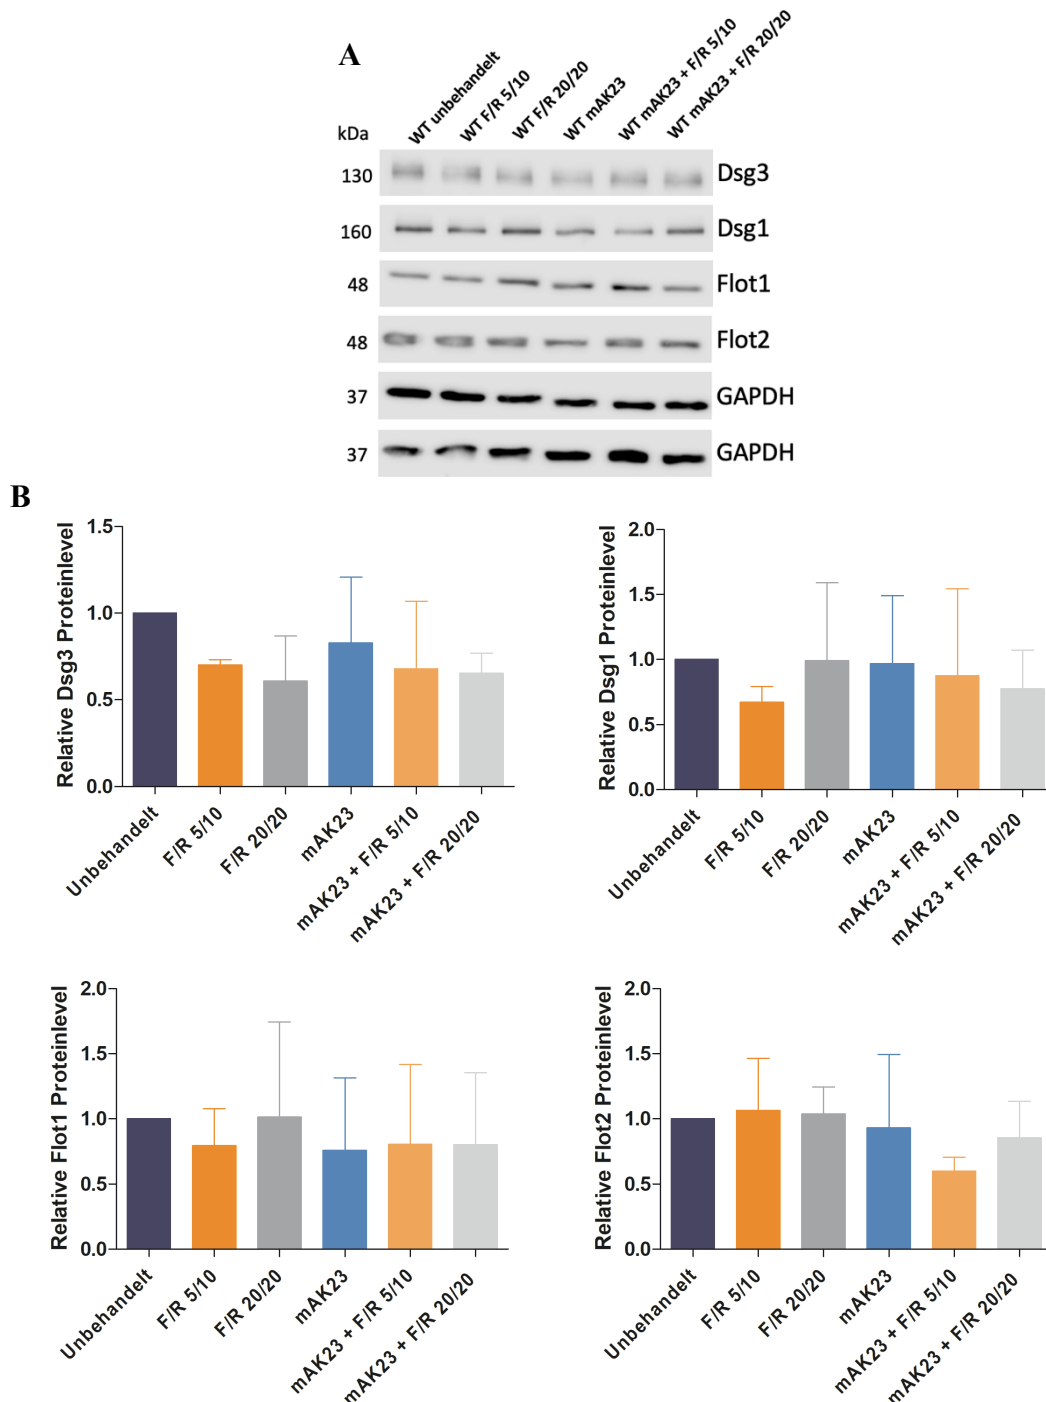 A
WT unbehandelt
WT F/R 5/10
WT F/R 20/20
WT mAK23
WT mAK23 + F/R 5/10
WT mAK23 + F/R 20/20
kDa
130 Dsg3
160 Dsg1
48 Flot1
48 Flot2
37 GAPDH
37 GAPDH
B
Relative Dsg3 Proteinlevel
1.5
1.0
0.5
0.0
Unbehandelt
F/R 5/10
F/R 20/20
mAK23
mAK23 + F/R 5/10
mAK23 + F/R 20/20
Relative Dsg1 Proteinlevel
2.0
1.5
1.0
0.5
0.0
Unbehandelt
F/R 5/10
F/R 20/20
mAK23
mAK23 + F/R 5/10
mAK23 + F/R 20/20
Relative Flot1 Proteinlevel
2.0
1.5
1.0
0.5
0.0
Unbehandelt
F/R 5/10
F/R 20/20
mAK23
mAK23 + F/R 5/10
mAK23 + F/R 20/20
Relative Flot2 Proteinlevel
2.0
1.5
1.0
0.5
0.0
Unbehandelt
F/R 5/10
F/R 20/20
mAK23
mAK23 + F/R 5/10
mAK23 + F/R 20/20